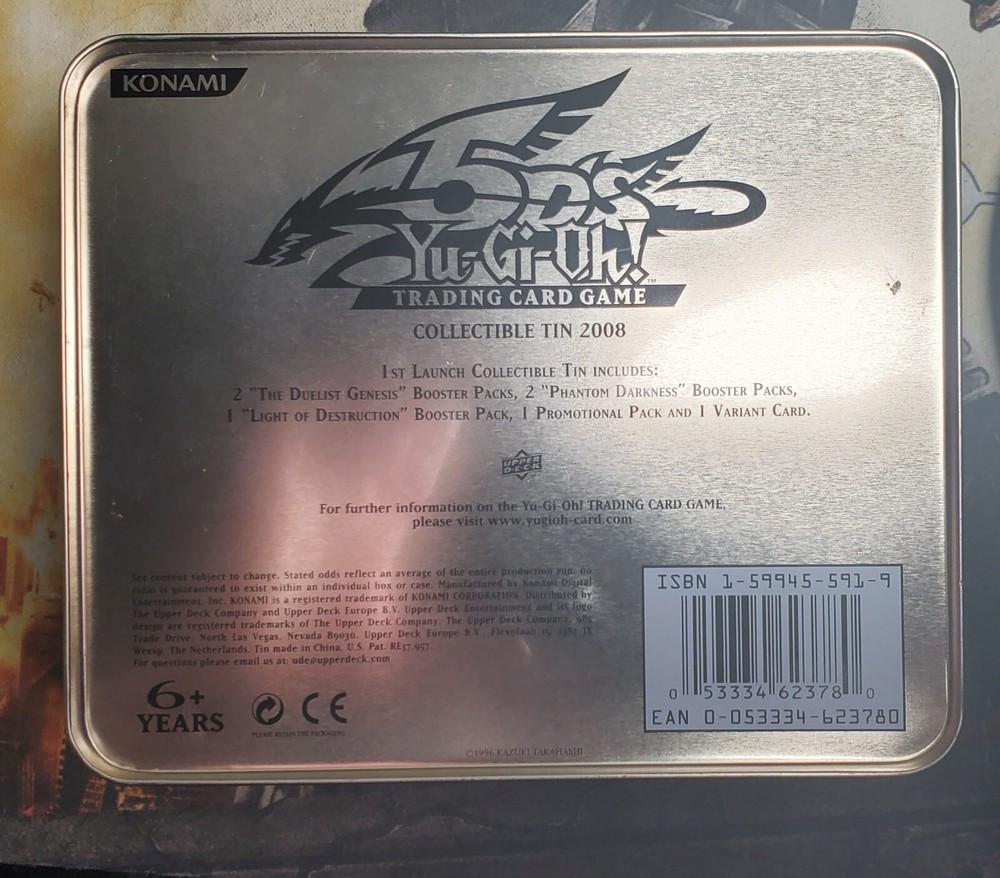 KONAMI
5D's
Yu-Gi-Oh!™
TRADING CARD GAME
COLLECTIBLE TIN 2008
1st Launch Collectible Tin includes:
2 "The Duelist Genesis" Booster Packs, 2 "Phantom Darkness" Booster Packs,
1 "Light of Destruction" Booster Pack, 1 Promotional Pack and 1 Variant Card.
UPPER
DECK
For further information on the Yu-Gi-Oh! TRADING CARD GAME,
please visit www.yugioh-card.com
Set content subject to change. Stated odds reflect an average of the entire production run, no
ratio is guaranteed to exist within an individual box or case. Manufactured by Konami Digital
Entertainment, Inc. KONAMI is a registered trademark of KONAMI CORPORATION. Distributed by
The Upper Deck Company and Upper Deck Europe B.V. Upper Deck Entertainment and its logo
design are registered trademarks of The Upper Deck Company. The Upper Deck Company, 985
Trade Drive, North Las Vegas, Nevada 89030. Upper Deck Europe B.V. Flevolaan 15, 1382 JX
Weesp, The Netherlands. Tin made in China. U.S. Pat. RE37,957.
For questions please email us at: ude@upperdeck.com
6+
YEARS
CE
PLEASE RETAIN THE PACKAGING
©1996 KAZUKI TAKAHASHI
ISBN 1-59945-591-9
0 53334 62378 0
EAN 0-053334-623780